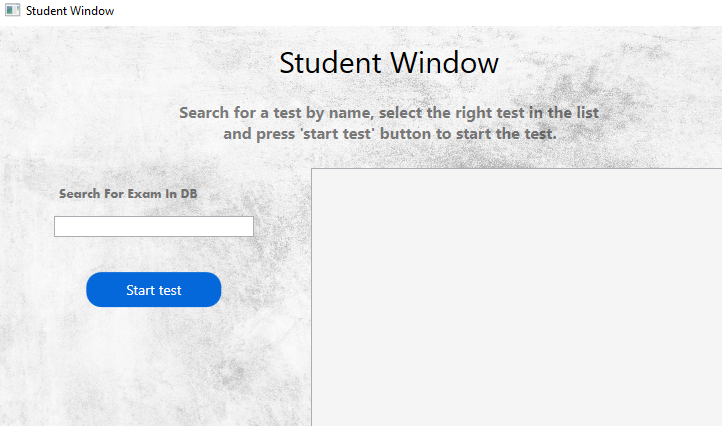 Student Window
Student Window
Search for a test by name, select the right test in the list
and press 'start test' button to start the test.
Search For Exam In DB
Start test